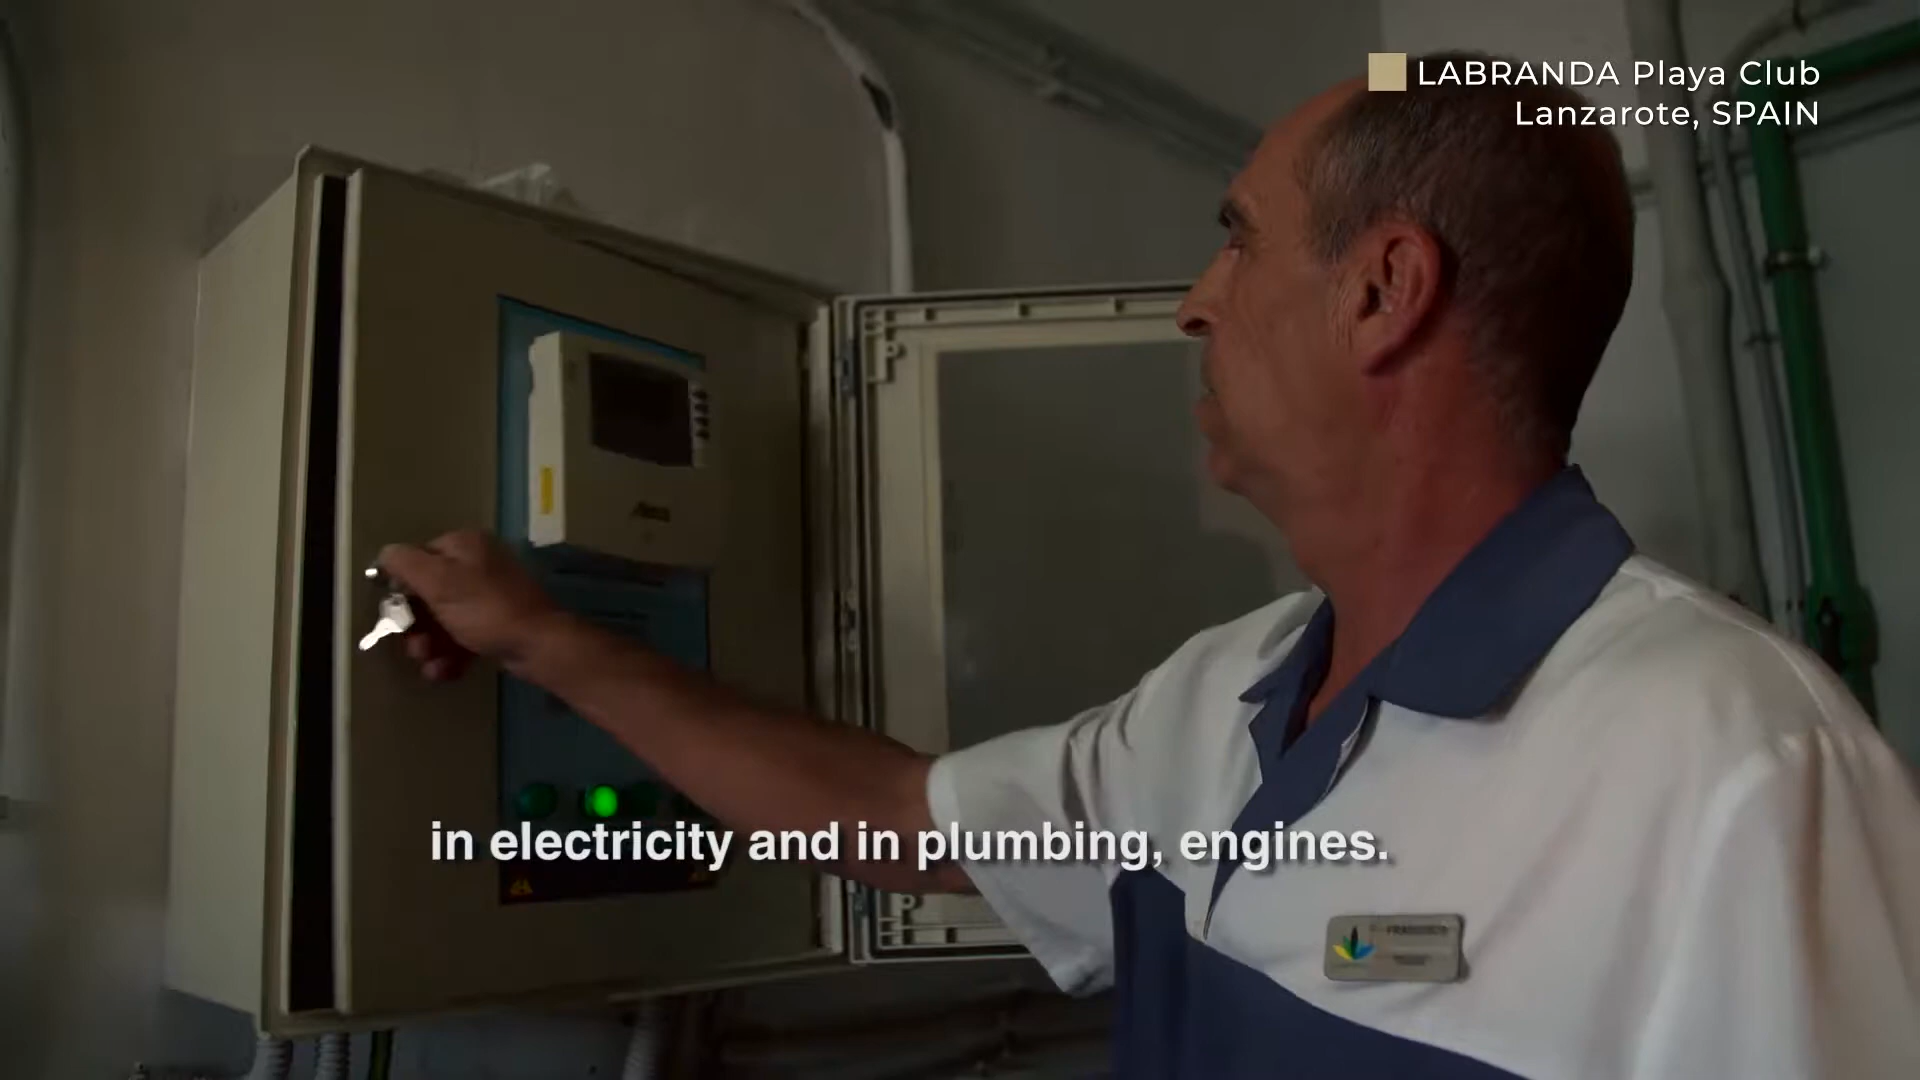 LABRANDA Playa Club
Lanzarote, SPAIN
in electricity and in plumbing, engines.